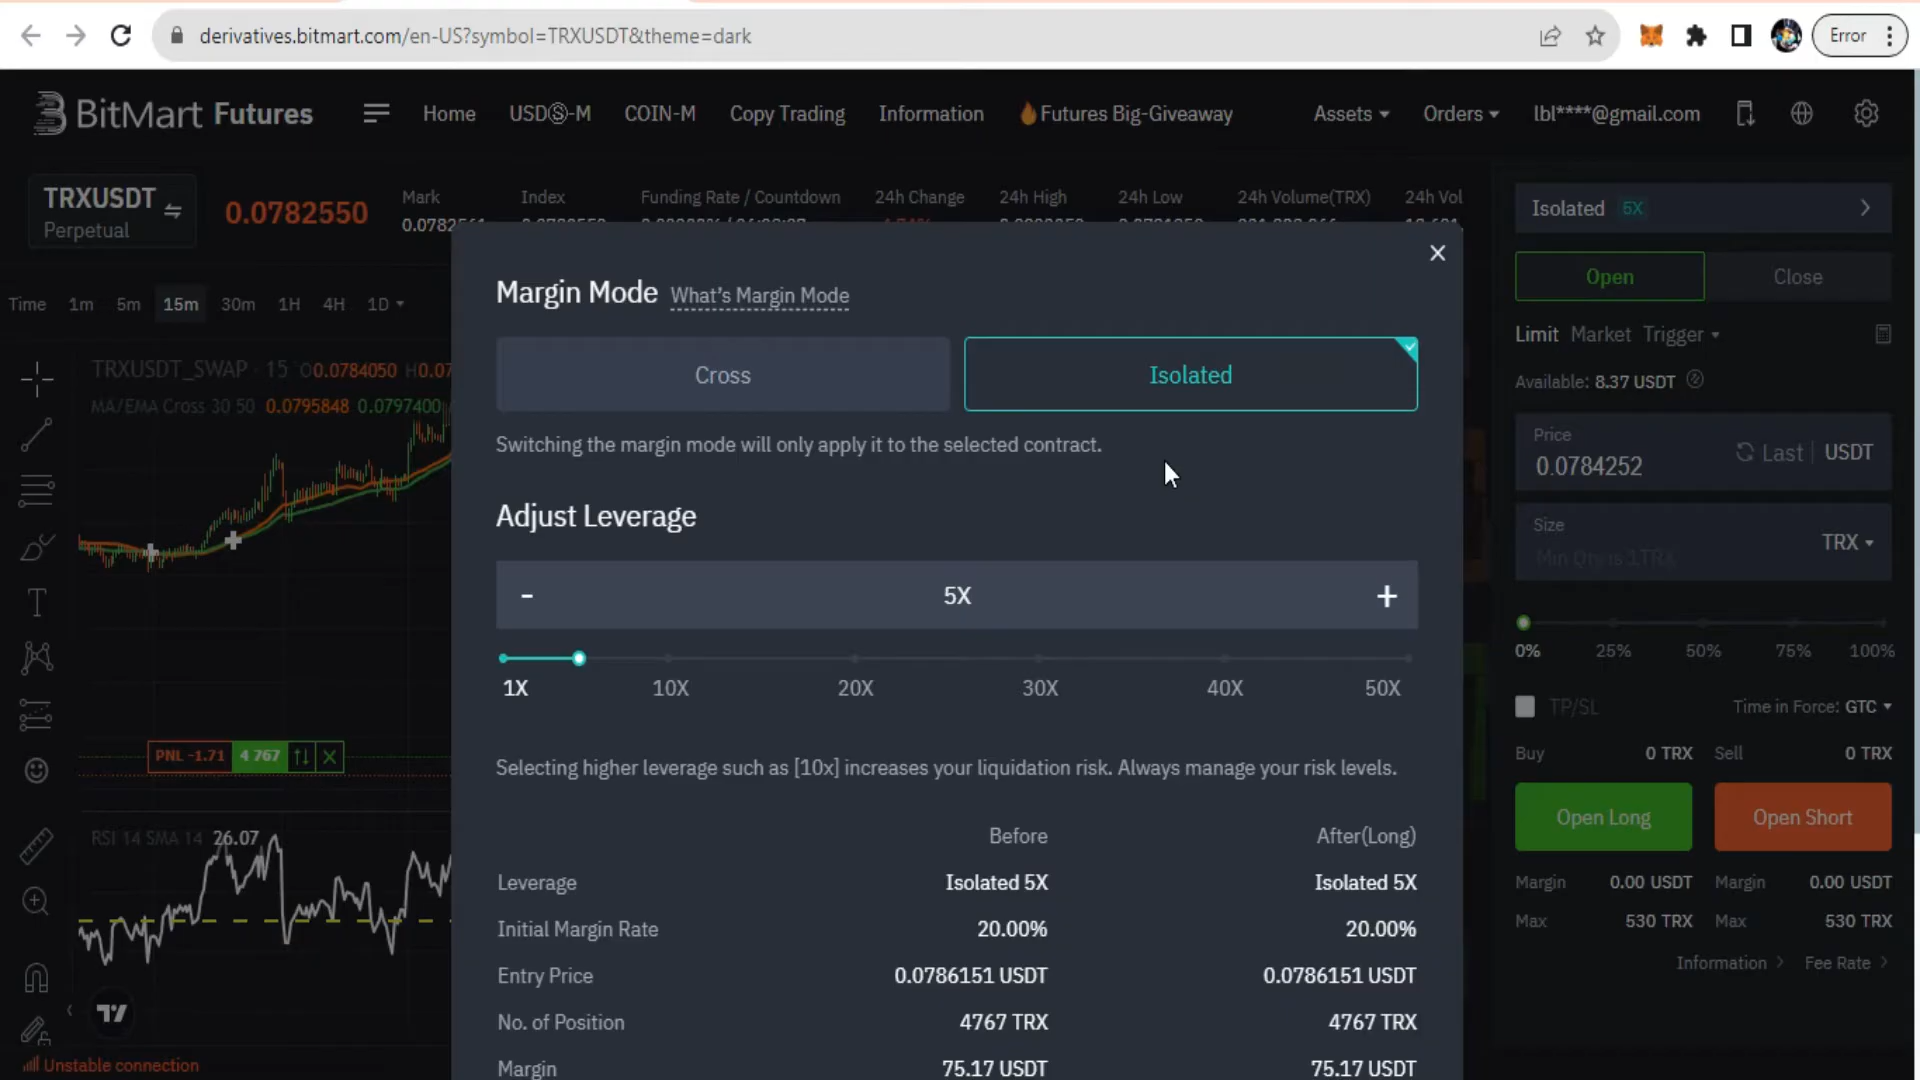 derivatives.bitmart.com/en-US?symbol=TRXUSDT&theme=dark
Error
BitMart Futures
Home
USDⓈ-M
COIN-M
Copy Trading
Information
Futures Big-Giveaway
Assets
Orders
lbl****@gmail.com
TRXUSDT
Perpetual
0.0782550
Mark
Index
Funding Rate / Countdown
24h Change
24h High
24h Low
24h Volume(TRX)
24h Vol
Isolated 5X
Open
Close
Time 1m 5m 15m 30m 1H 4H 1D
Limit Market Trigger
Available: 8.37 USDT
Price
0.0784252 Last USDT
Size
Min Qty is 1TRX TRX
0% 25% 50% 75% 100%
TP/SL Time in Force: GTC
Buy 0 TRX Sell 0 TRX
Open Long
Open Short
Margin 0.00 USDT Margin 0.00 USDT
Max 530 TRX Max 530 TRX
Information
Fee Rate
TRXUSDT_SWAP · 15 O0.0784050 H0.07
MA/EMA Cross 30 50 0.0795848 0.0797400
PNL -1.71 4 767
RSI 14 SMA 14 26.07
Unstable connection
Margin Mode What's Margin Mode
Cross
Isolated
Switching the margin mode will only apply it to the selected contract.
Adjust Leverage
- 5X +
1X 10X 20X 30X 40X 50X
Selecting higher leverage such as [10x] increases your liquidation risk. Always manage your risk levels.
Before After(Long)
Leverage Isolated 5X Isolated 5X
Initial Margin Rate 20.00% 20.00%
Entry Price 0.0786151 USDT 0.0786151 USDT
No. of Position 4767 TRX 4767 TRX
Margin 75.17 USDT 75.17 USDT